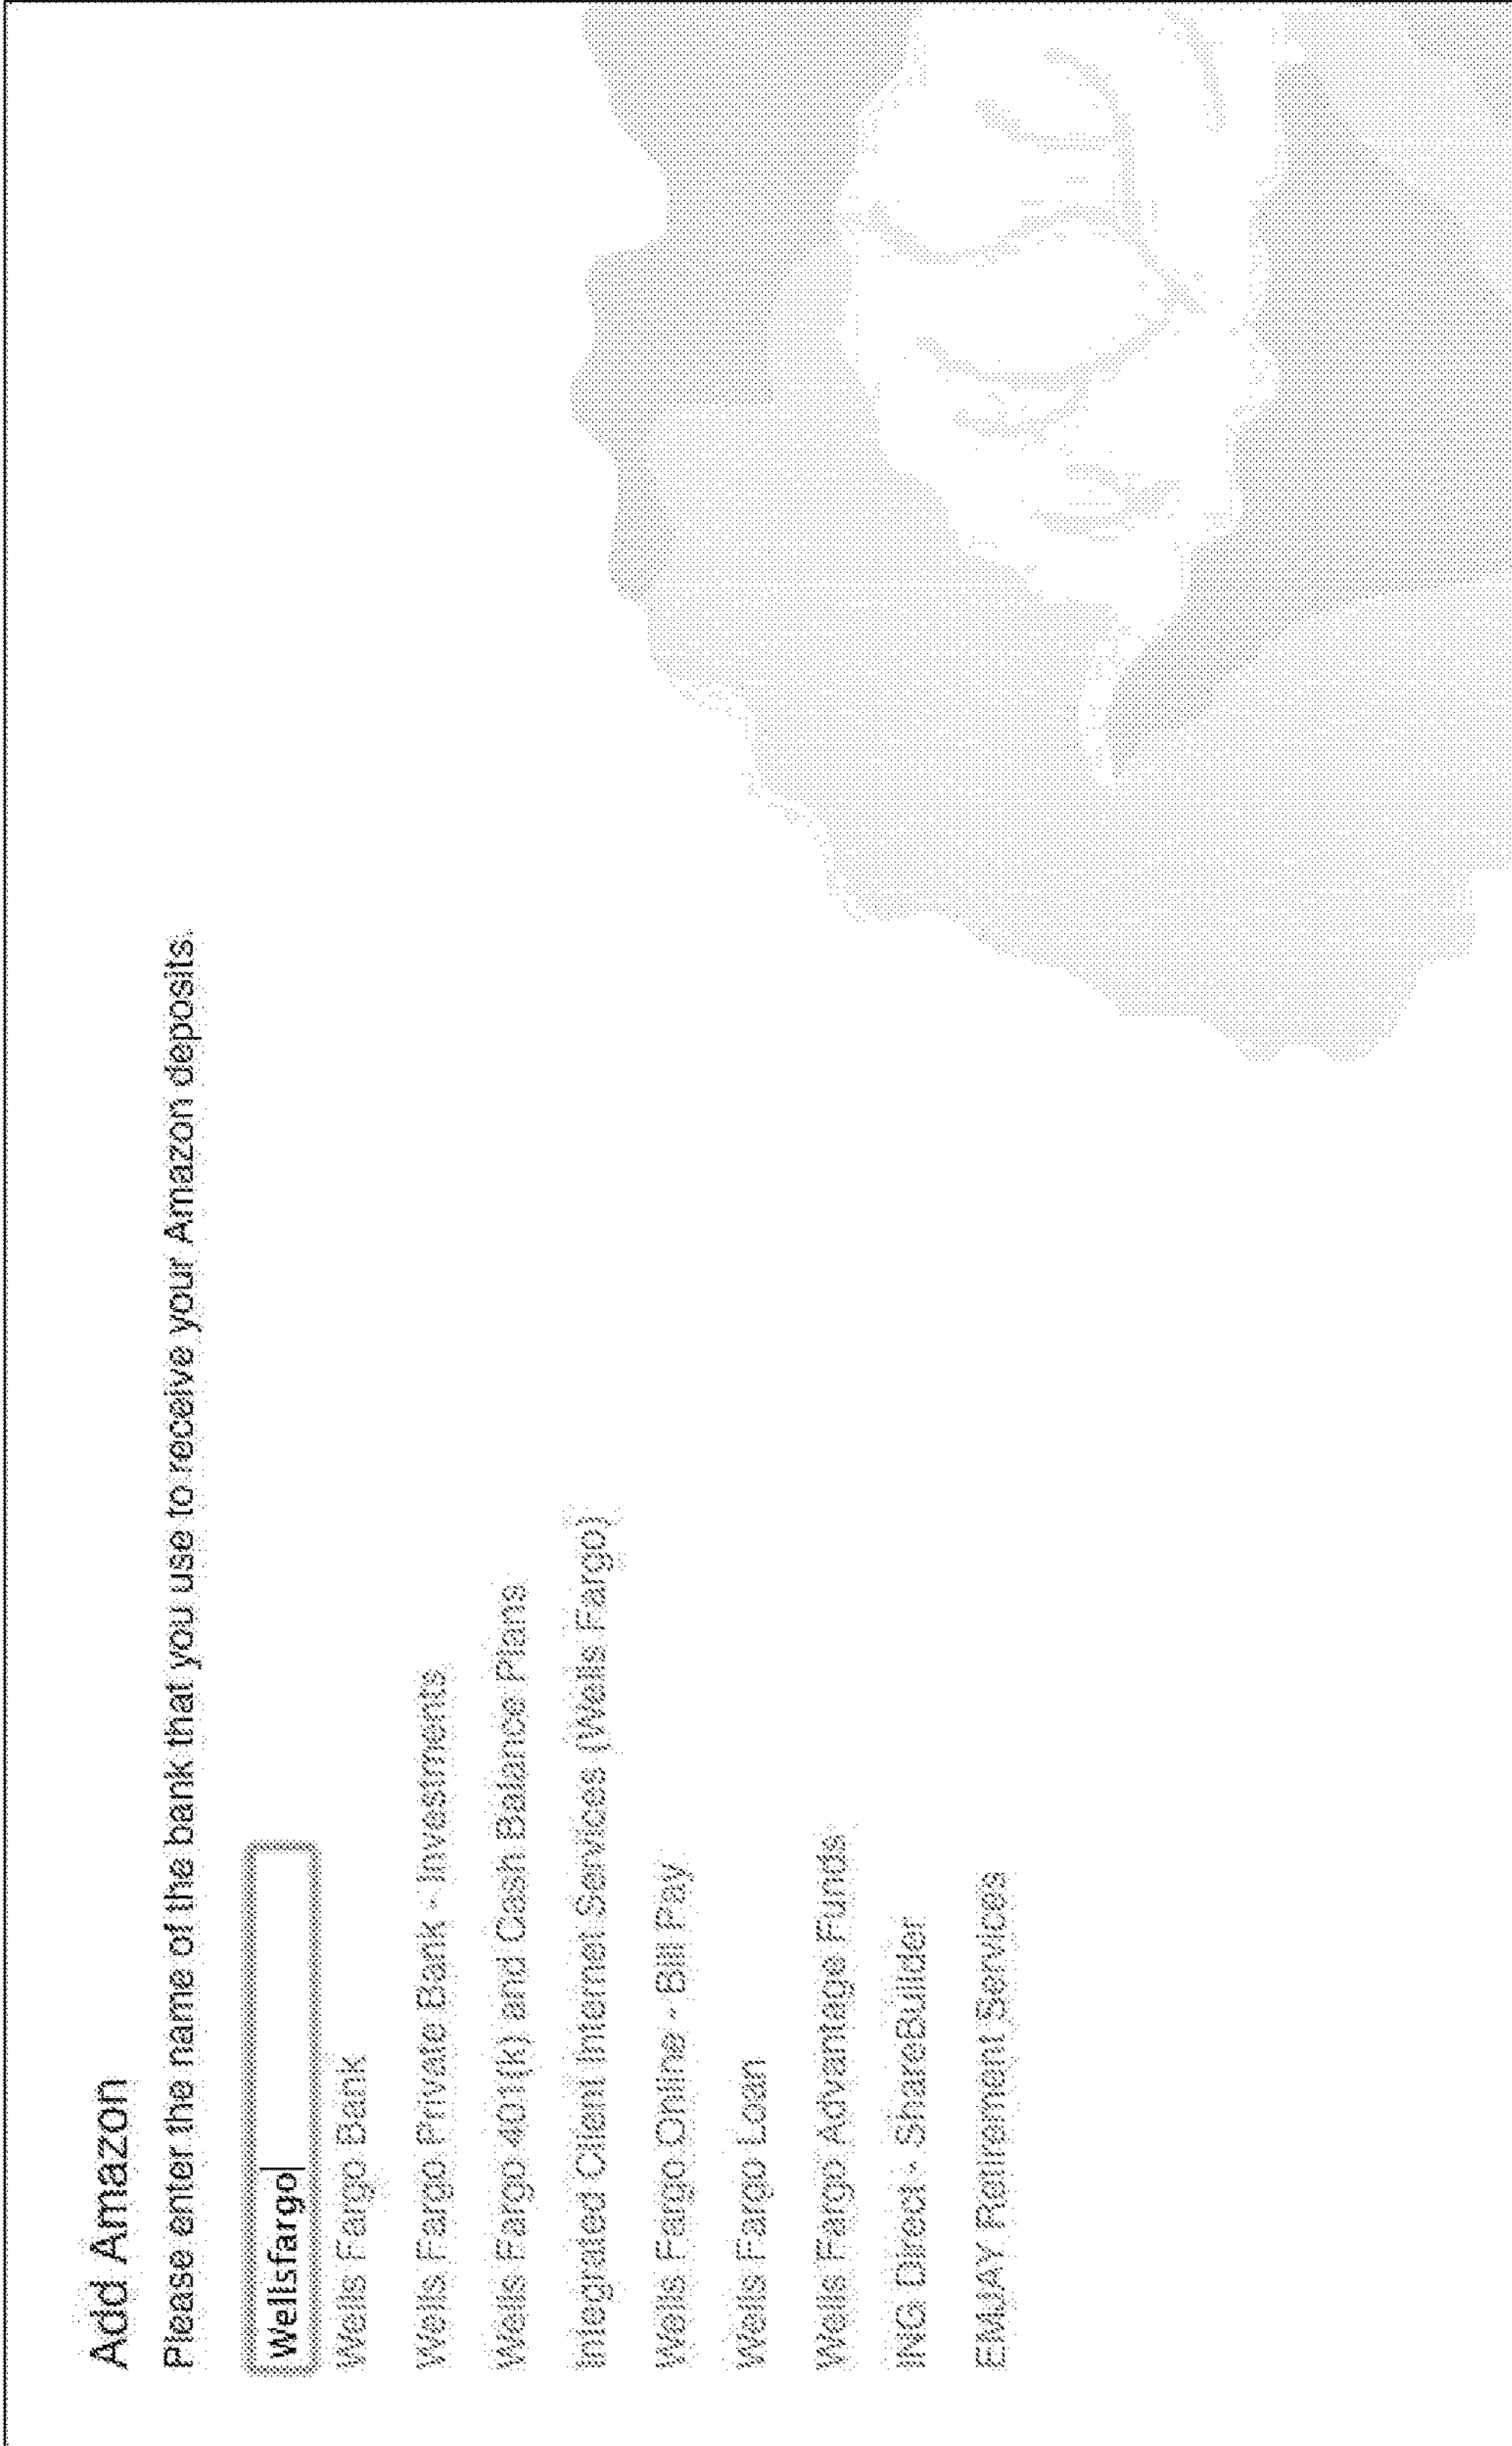 Add Amazon
Please enter the name of the bank that you use to receive your Amazon deposits.
Wellsfargo
Wells Fargo Bank
Wells Fargo Private Bank - Investments
Wells Fargo 401(k) and Cash Balance Plans
Integrated Client Internet Services (Wells Fargo)
Wells Fargo Online - Bill Pay
Wells Fargo Loan
Wells Fargo Advantage Funds
ING Direct - ShareBuilder
EMJAY Retirement Services